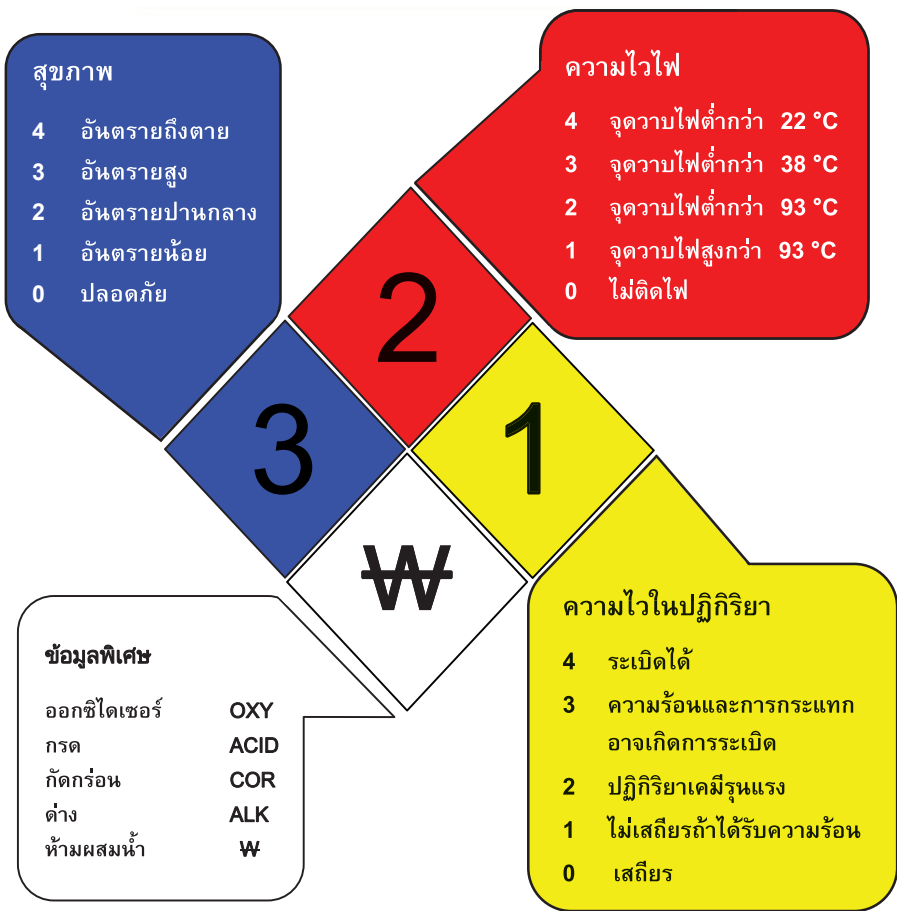 สุขภาพ
4 อันตรายถึงตาย
3 อันตรายสูง
2 อันตรายปานกลาง
1 อันตรายน้อย
0 ปลอดภัย
ความไวไฟ
4 จุดวาบไฟต่ำกว่า 22 °C
3 จุดวาบไฟต่ำกว่า 38 °C
2 จุดวาบไฟต่ำกว่า 93 °C
1 จุดวาบไฟสูงกว่า 93 °C
0 ไม่ติดไฟ
2
3
1
W
ข้อมูลพิเศษ
ออกซิไดเซอร์ OXY
กรด ACID
กัดกร่อน COR
ด่าง ALK
ห้ามผสมน้ำ W
ความไวในปฏิกิริยา
4 ระเบิดได้
3 ความร้อนและการกระแทก
อาจเกิดการระเบิด
2 ปฏิกิริยาเคมีรุนแรง
1 ไม่เสถียรถ้าได้รับความร้อน
0 เสถียร